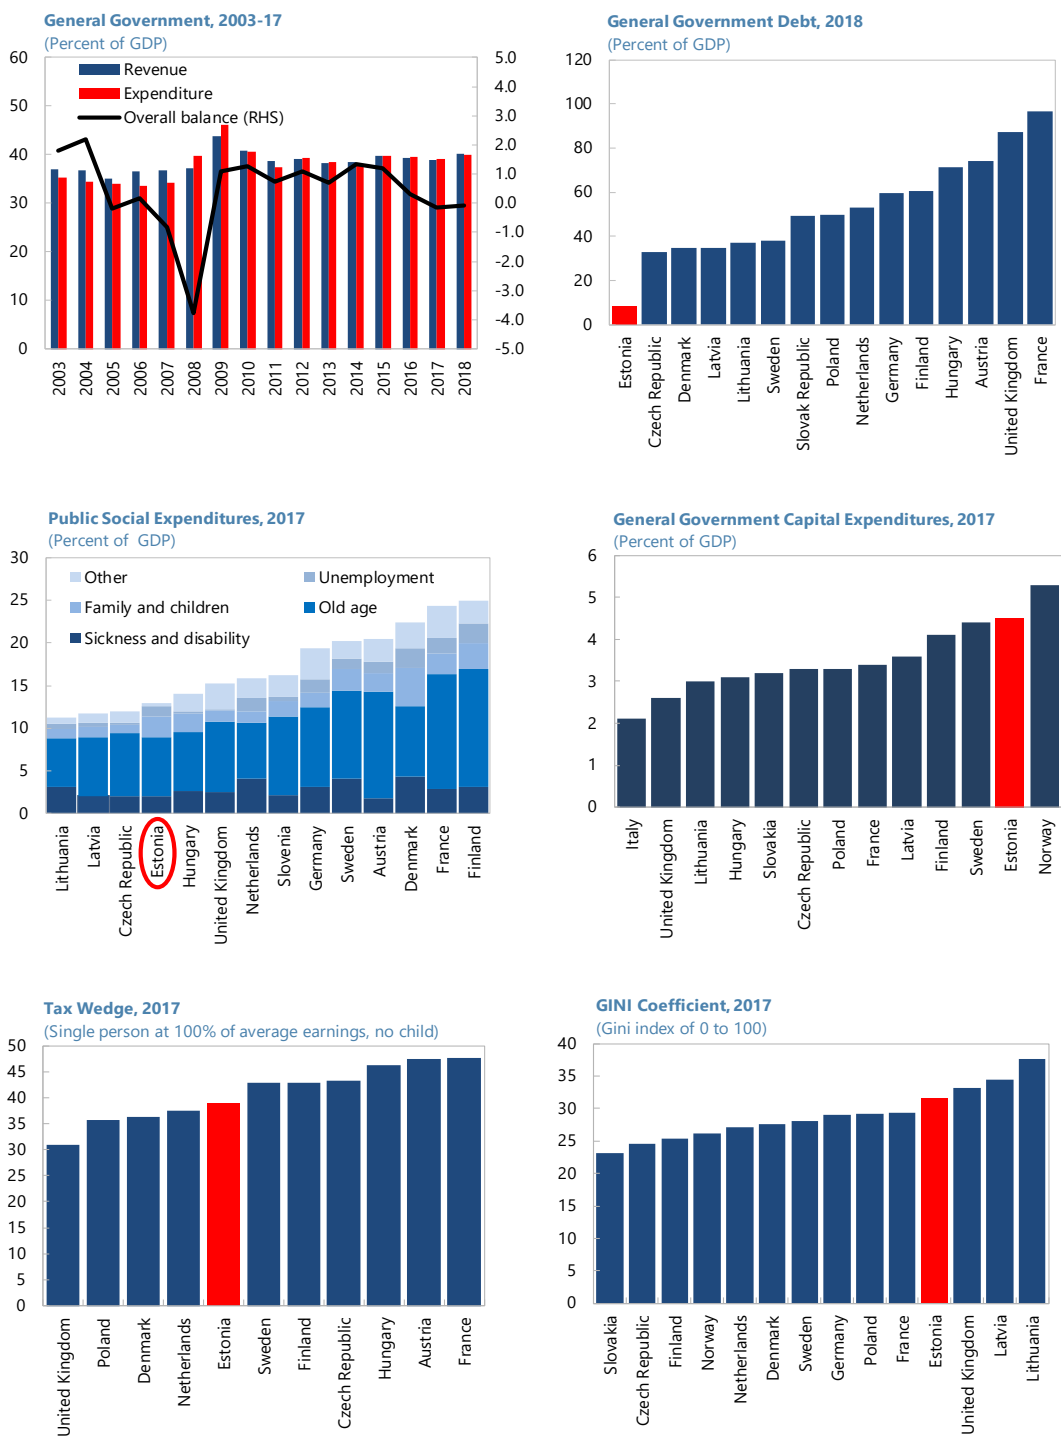 General Government, 2003-17
(Percent of GDP)
60
50
40
30
20
10
0
5.0
4.0
3.0
2.0
1.0
0.0
-1.0
-2.0
-3.0
-4.0
-5.0
Revenue
Expenditure
Overall balance (RHS)
2003
2004
2005
2006
2007
2008
2009
2010
2011
2012
2013
2014
2015
2016
2017
2018
General Government Debt, 2018
(Percent of GDP)
120
100
80
60
40
20
0
Estonia
Czech Republic
Denmark
Latvia
Lithuania
Sweden
Slovak Republic
Poland
Netherlands
Germany
Finland
Hungary
Austria
United Kingdom
France
Public Social Expenditures, 2017
(Percent of GDP)
30
25
20
15
10
5
0
Other
Unemployment
Family and children
Old age
Sickness and disability
Lithuania
Latvia
Czech Republic
Estonia
Hungary
United Kingdom
Netherlands
Slovenia
Germany
Sweden
Austria
Denmark
France
Finland
General Government Capital Expenditures, 2017
(Percent of GDP)
6
5
4
3
2
1
0
Italy
United Kingdom
Lithuania
Hungary
Slovakia
Czech Republic
Poland
France
Latvia
Finland
Sweden
Estonia
Norway
Tax Wedge, 2017
(Single person at 100% of average earnings, no child)
50
45
40
35
30
25
20
15
10
5
0
United Kingdom
Poland
Denmark
Netherlands
Estonia
Sweden
Finland
Czech Republic
Hungary
Austria
France
GINI Coefficient, 2017
(Gini index of 0 to 100)
40
35
30
25
20
15
10
5
0
Slovakia
Czech Republic
Finland
Norway
Netherlands
Denmark
Sweden
Germany
Poland
France
Estonia
United Kingdom
Latvia
Lithuania